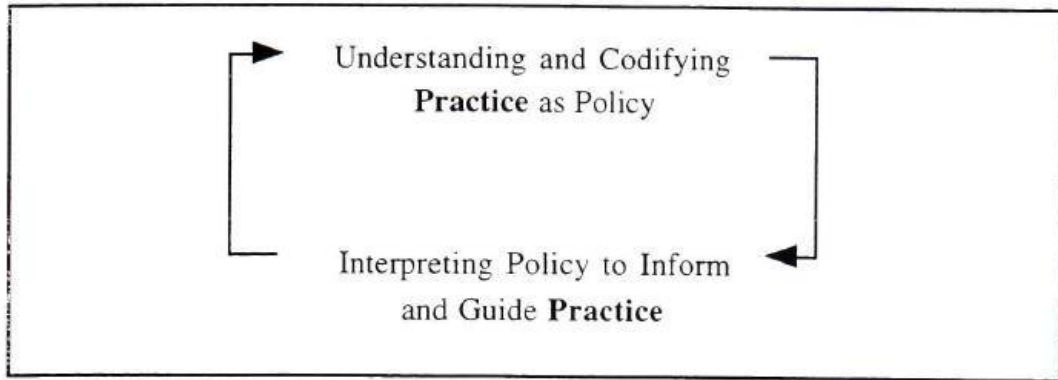 Understanding and Codifying
Practice as Policy
Interpreting Policy to Inform
and Guide Practice